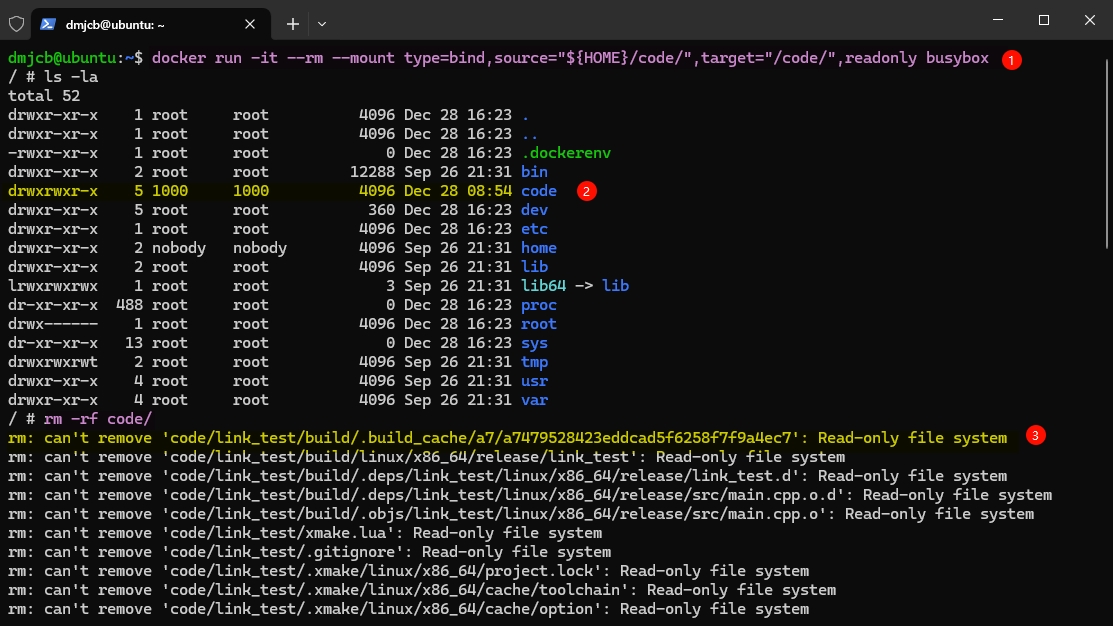 dmjcb@ubuntu: ~
dmjcb@ubuntu:~$ docker run -it --rm --mount type=bind,source="${HOME}/code/",target="/code/",readonly busybox 1
/ # ls -la
total 52
drwxr-xr-x 1 root root 4096 Dec 28 16:23 .
drwxr-xr-x 1 root root 4096 Dec 28 16:23 ..
-rwxr-xr-x 1 root root 0 Dec 28 16:23 .dockerenv
drwxr-xr-x 2 root root 12288 Sep 26 21:31 bin
drwxrwxr-x 5 1000 1000 4096 Dec 28 08:54 code 2
drwxr-xr-x 5 root root 360 Dec 28 16:23 dev
drwxr-xr-x 1 root root 4096 Dec 28 16:23 etc
drwxr-xr-x 2 nobody nobody 4096 Sep 26 21:31 home
drwxr-xr-x 2 root root 4096 Sep 26 21:31 lib
lrwxrwxrwx 1 root root 3 Sep 26 21:31 lib64 -> lib
dr-xr-xr-x 488 root root 0 Dec 28 16:23 proc
drwx------ 1 root root 4096 Dec 28 16:23 root
dr-xr-xr-x 13 root root 0 Dec 28 16:23 sys
drwxrwxrwt 2 root root 4096 Sep 26 21:31 tmp
drwxr-xr-x 4 root root 4096 Sep 26 21:31 usr
drwxr-xr-x 4 root root 4096 Sep 26 21:31 var
/ # rm -rf code/
rm: can't remove 'code/link_test/build/.build_cache/a7/a7479528423eddcad5f6258f7f9a4ec7': Read-only file system 3
rm: can't remove 'code/link_test/build/linux/x86_64/release/link_test': Read-only file system
rm: can't remove 'code/link_test/build/.deps/link_test/linux/x86_64/release/link_test.d': Read-only file system
rm: can't remove 'code/link_test/build/.deps/link_test/linux/x86_64/release/src/main.cpp.o.d': Read-only file system
rm: can't remove 'code/link_test/build/.objs/link_test/linux/x86_64/release/src/main.cpp.o': Read-only file system
rm: can't remove 'code/link_test/xmake.lua': Read-only file system
rm: can't remove 'code/link_test/.gitignore': Read-only file system
rm: can't remove 'code/link_test/.xmake/linux/x86_64/project.lock': Read-only file system
rm: can't remove 'code/link_test/.xmake/linux/x86_64/cache/toolchain': Read-only file system
rm: can't remove 'code/link_test/.xmake/linux/x86_64/cache/option': Read-only file system